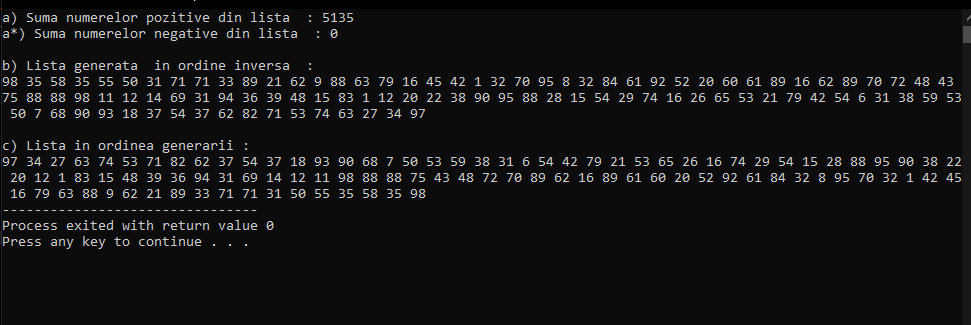 a) Suma numerelor pozitive din lista  : 5135
a*) Suma numerelor negative din lista  : 0
b) Lista generata  in ordine inversa  :
98 35 58 35 55 50 31 71 71 33 89 21 62 9 88 63 79 16 45 42 1 32 70 95 8 32 84 61 92 52 20 60 61 89 16 62 89 70 72 48 43
75 88 88 98 11 12 14 69 31 94 36 39 48 15 83 1 12 20 22 38 90 95 88 28 15 54 29 74 16 26 65 53 21 79 42 54 6 31 38 59 53
50 7 68 90 93 18 37 54 37 62 82 71 53 74 63 27 34 97
c) Lista in ordinea generarii :
97 34 27 63 74 53 71 82 62 37 54 37 18 93 90 68 7 50 53 59 38 31 6 54 42 79 21 53 65 26 16 74 29 54 15 28 88 95 90 38 22
20 12 1 83 15 48 39 36 94 31 69 14 12 11 98 88 88 75 43 48 72 70 89 62 16 89 61 60 20 52 92 61 84 32 8 95 70 32 1 42 45
16 79 63 88 9 62 21 89 33 71 71 31 50 55 35 58 35 98
--------------------------------
Process exited with return value 0
Press any key to continue . . .